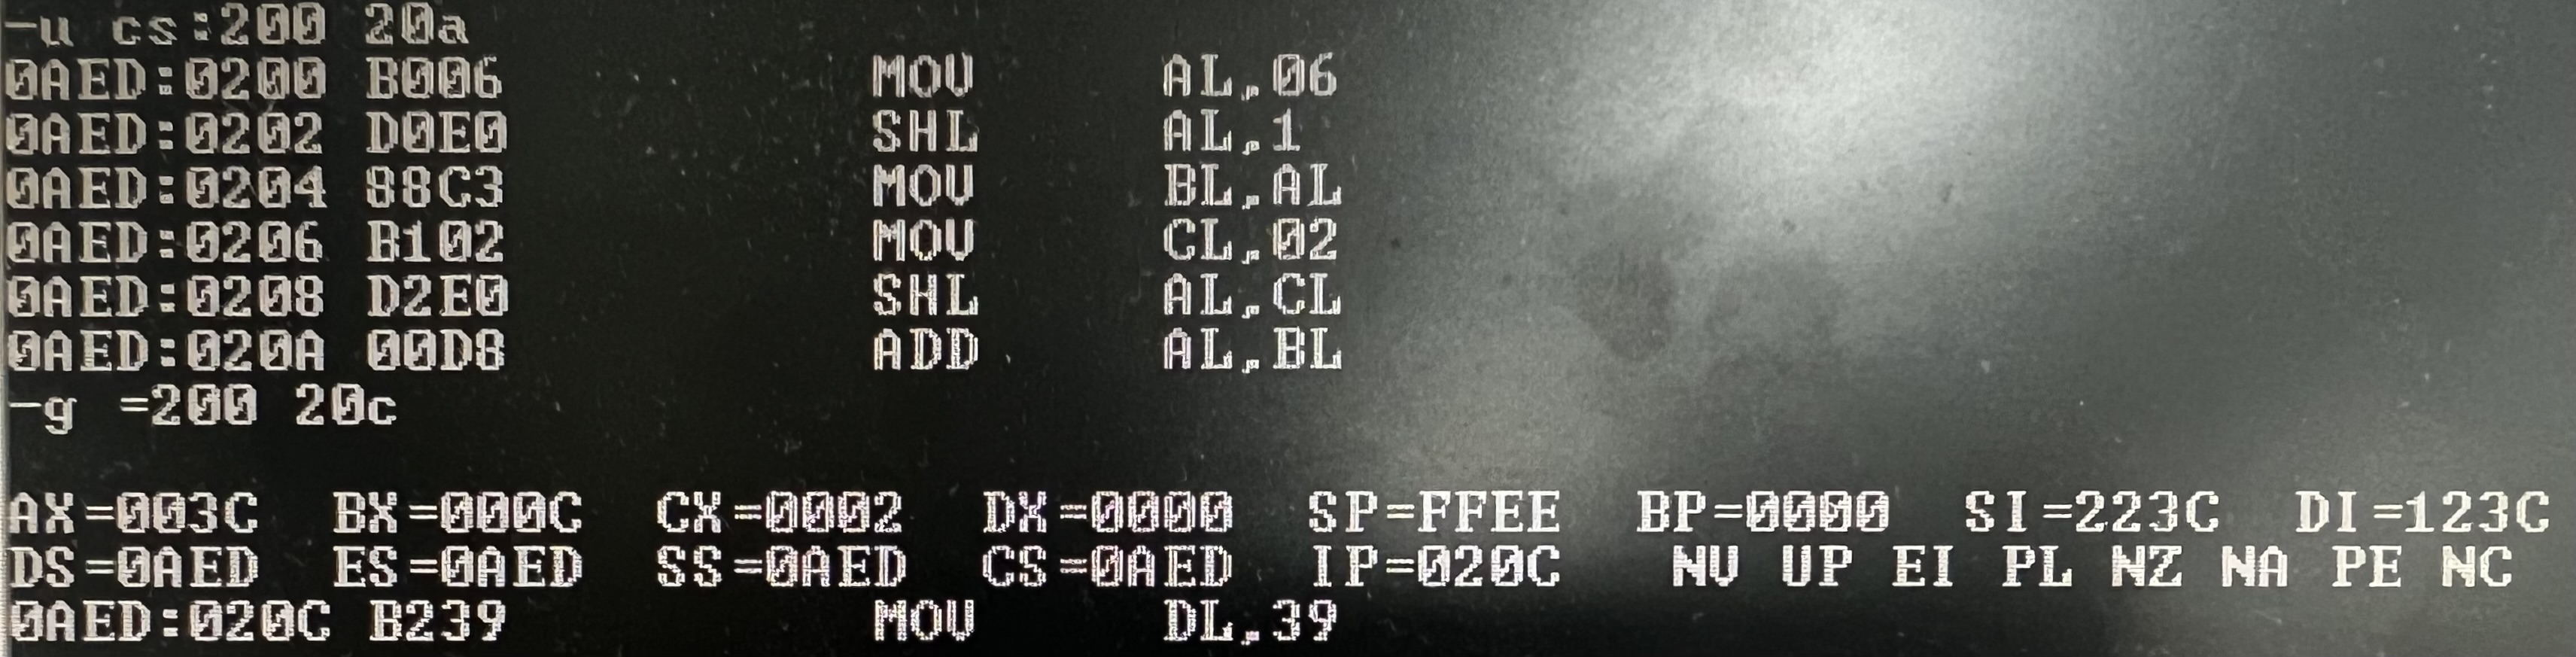 -u cs:200 20a
0AED:0200 B006 MOV AL,06
0AED:0202 D0E0 SHL AL,1
0AED:0204 88C3 MOV BL,AL
0AED:0206 B102 MOV CL,02
0AED:0208 D2E0 SHL AL,CL
0AED:020A 00D8 ADD AL,BL
-g =200 20c
AX=003C BX=000C CX=0002 DX=0000 SP=FFEE BP=0000 SI=223C DI=123C
DS=0AED ES=0AED SS=0AED CS=0AED IP=020C NV UP EI PL NZ NA PE NC
0AED:020C B239 MOV DL,39